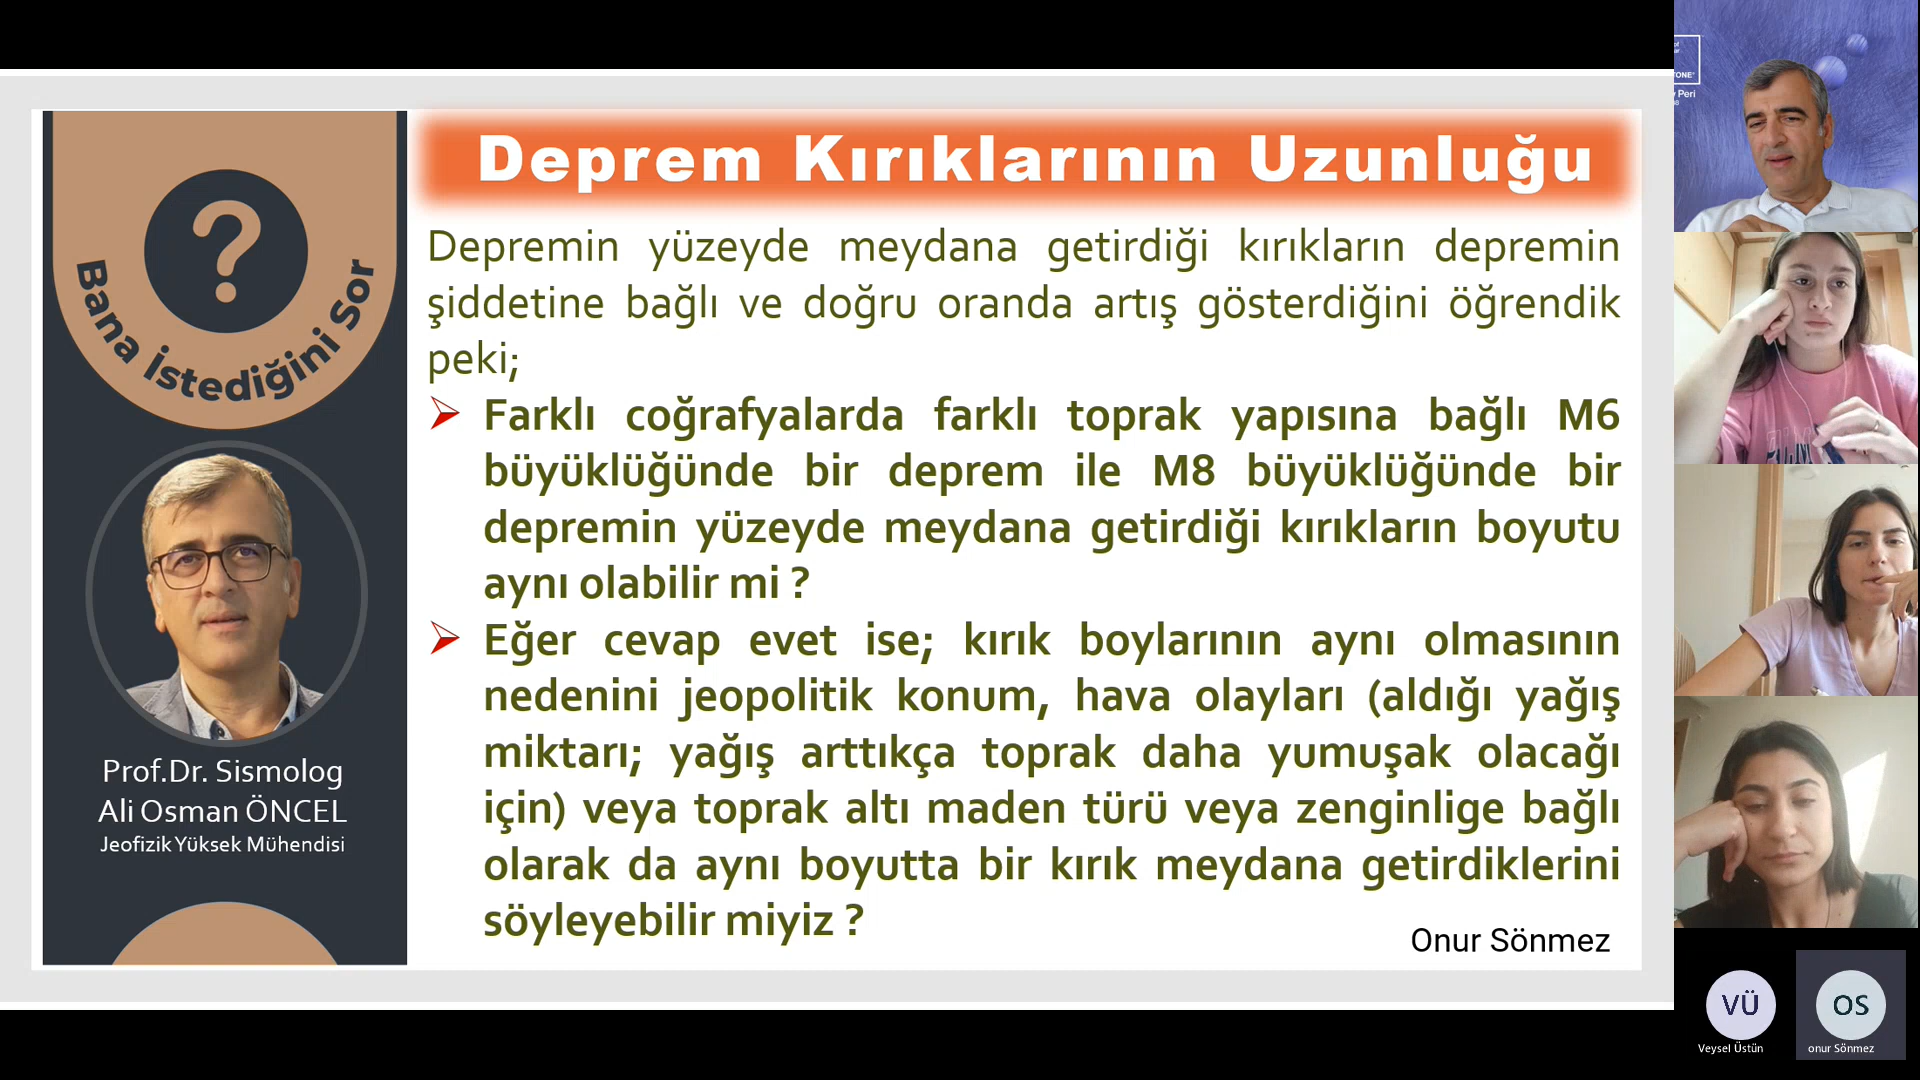 Deprem Kırıklarının Uzunluğu
?
Bana İstediğini Sor
Prof.Dr. Sismolog
Ali Osman ÖNCEL
Jeofizik Yüksek Mühendisi
Depremin yüzeyde meydana getirdiği kırıkların depremin
şiddetine bağlı ve doğru oranda artış gösterdiğini öğrendik
peki;
Farklı coğrafyalarda farklı toprak yapısına bağlı M6
büyüklüğünde bir deprem ile M8 büyüklüğünde bir
depremin yüzeyde meydana getirdiği kırıkların boyutu
aynı olabilir mi ?
Eğer cevap evet ise; kırık boylarının aynı olmasının
nedenini jeopolitik konum, hava olayları (aldığı yağış
miktarı; yağış arttıkça toprak daha yumuşak olacağı
için) veya toprak altı maden türü veya zenginlige bağlı
olarak da aynı boyutta bir kırık meydana getirdiklerini
söyleyebilir miyiz ?
Onur Sönmez
TONE
Peri
VÜ
Veysel Üstün
OS
onur Sönmez